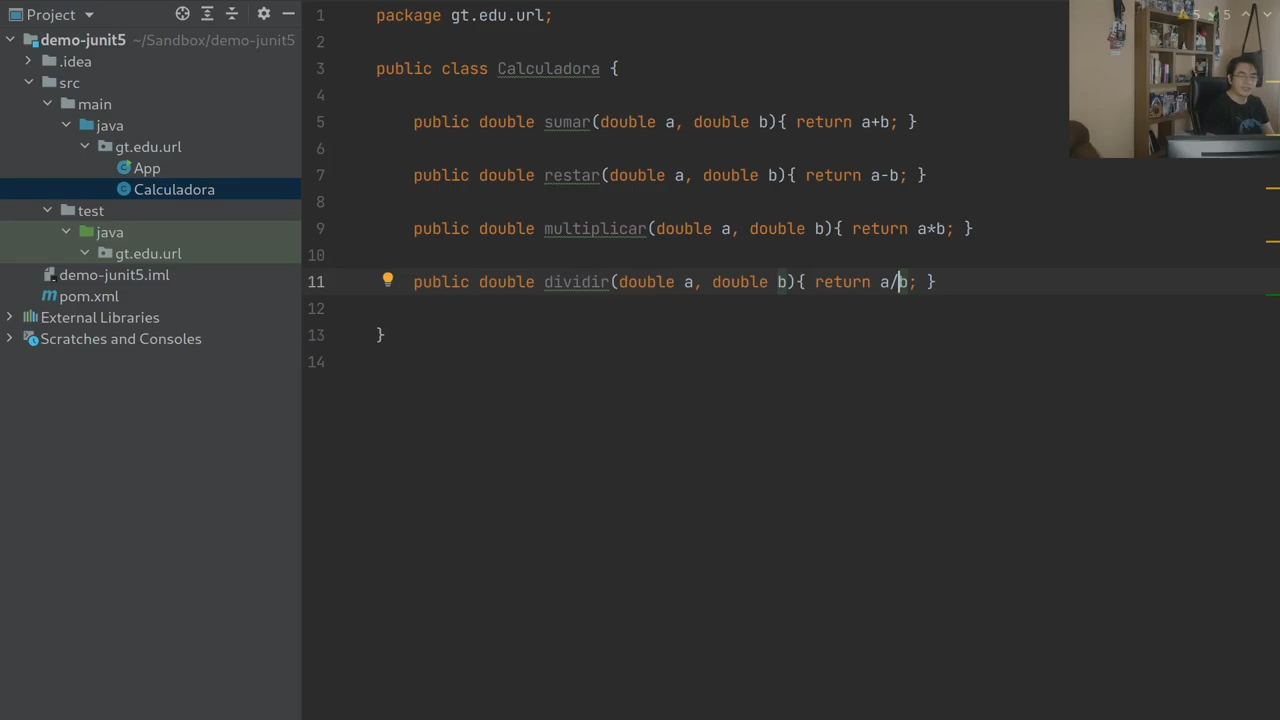 Project
demo-junit5 ~/Sandbox/demo-junit5
.idea
src
main
java
gt.edu.url
App
Calculadora
test
java
gt.edu.url
demo-junit5.iml
pom.xml
External Libraries
Scratches and Consoles
1 package gt.edu.url;
2
3 public class Calculadora {
4
5 public double sumar(double a, double b){ return a+b; }
6
7 public double restar(double a, double b){ return a-b; }
8
9 public double multiplicar(double a, double b){ return a*b; }
10
11 public double dividir(double a, double b){ return a/b; }
12
13 }
14
5 5